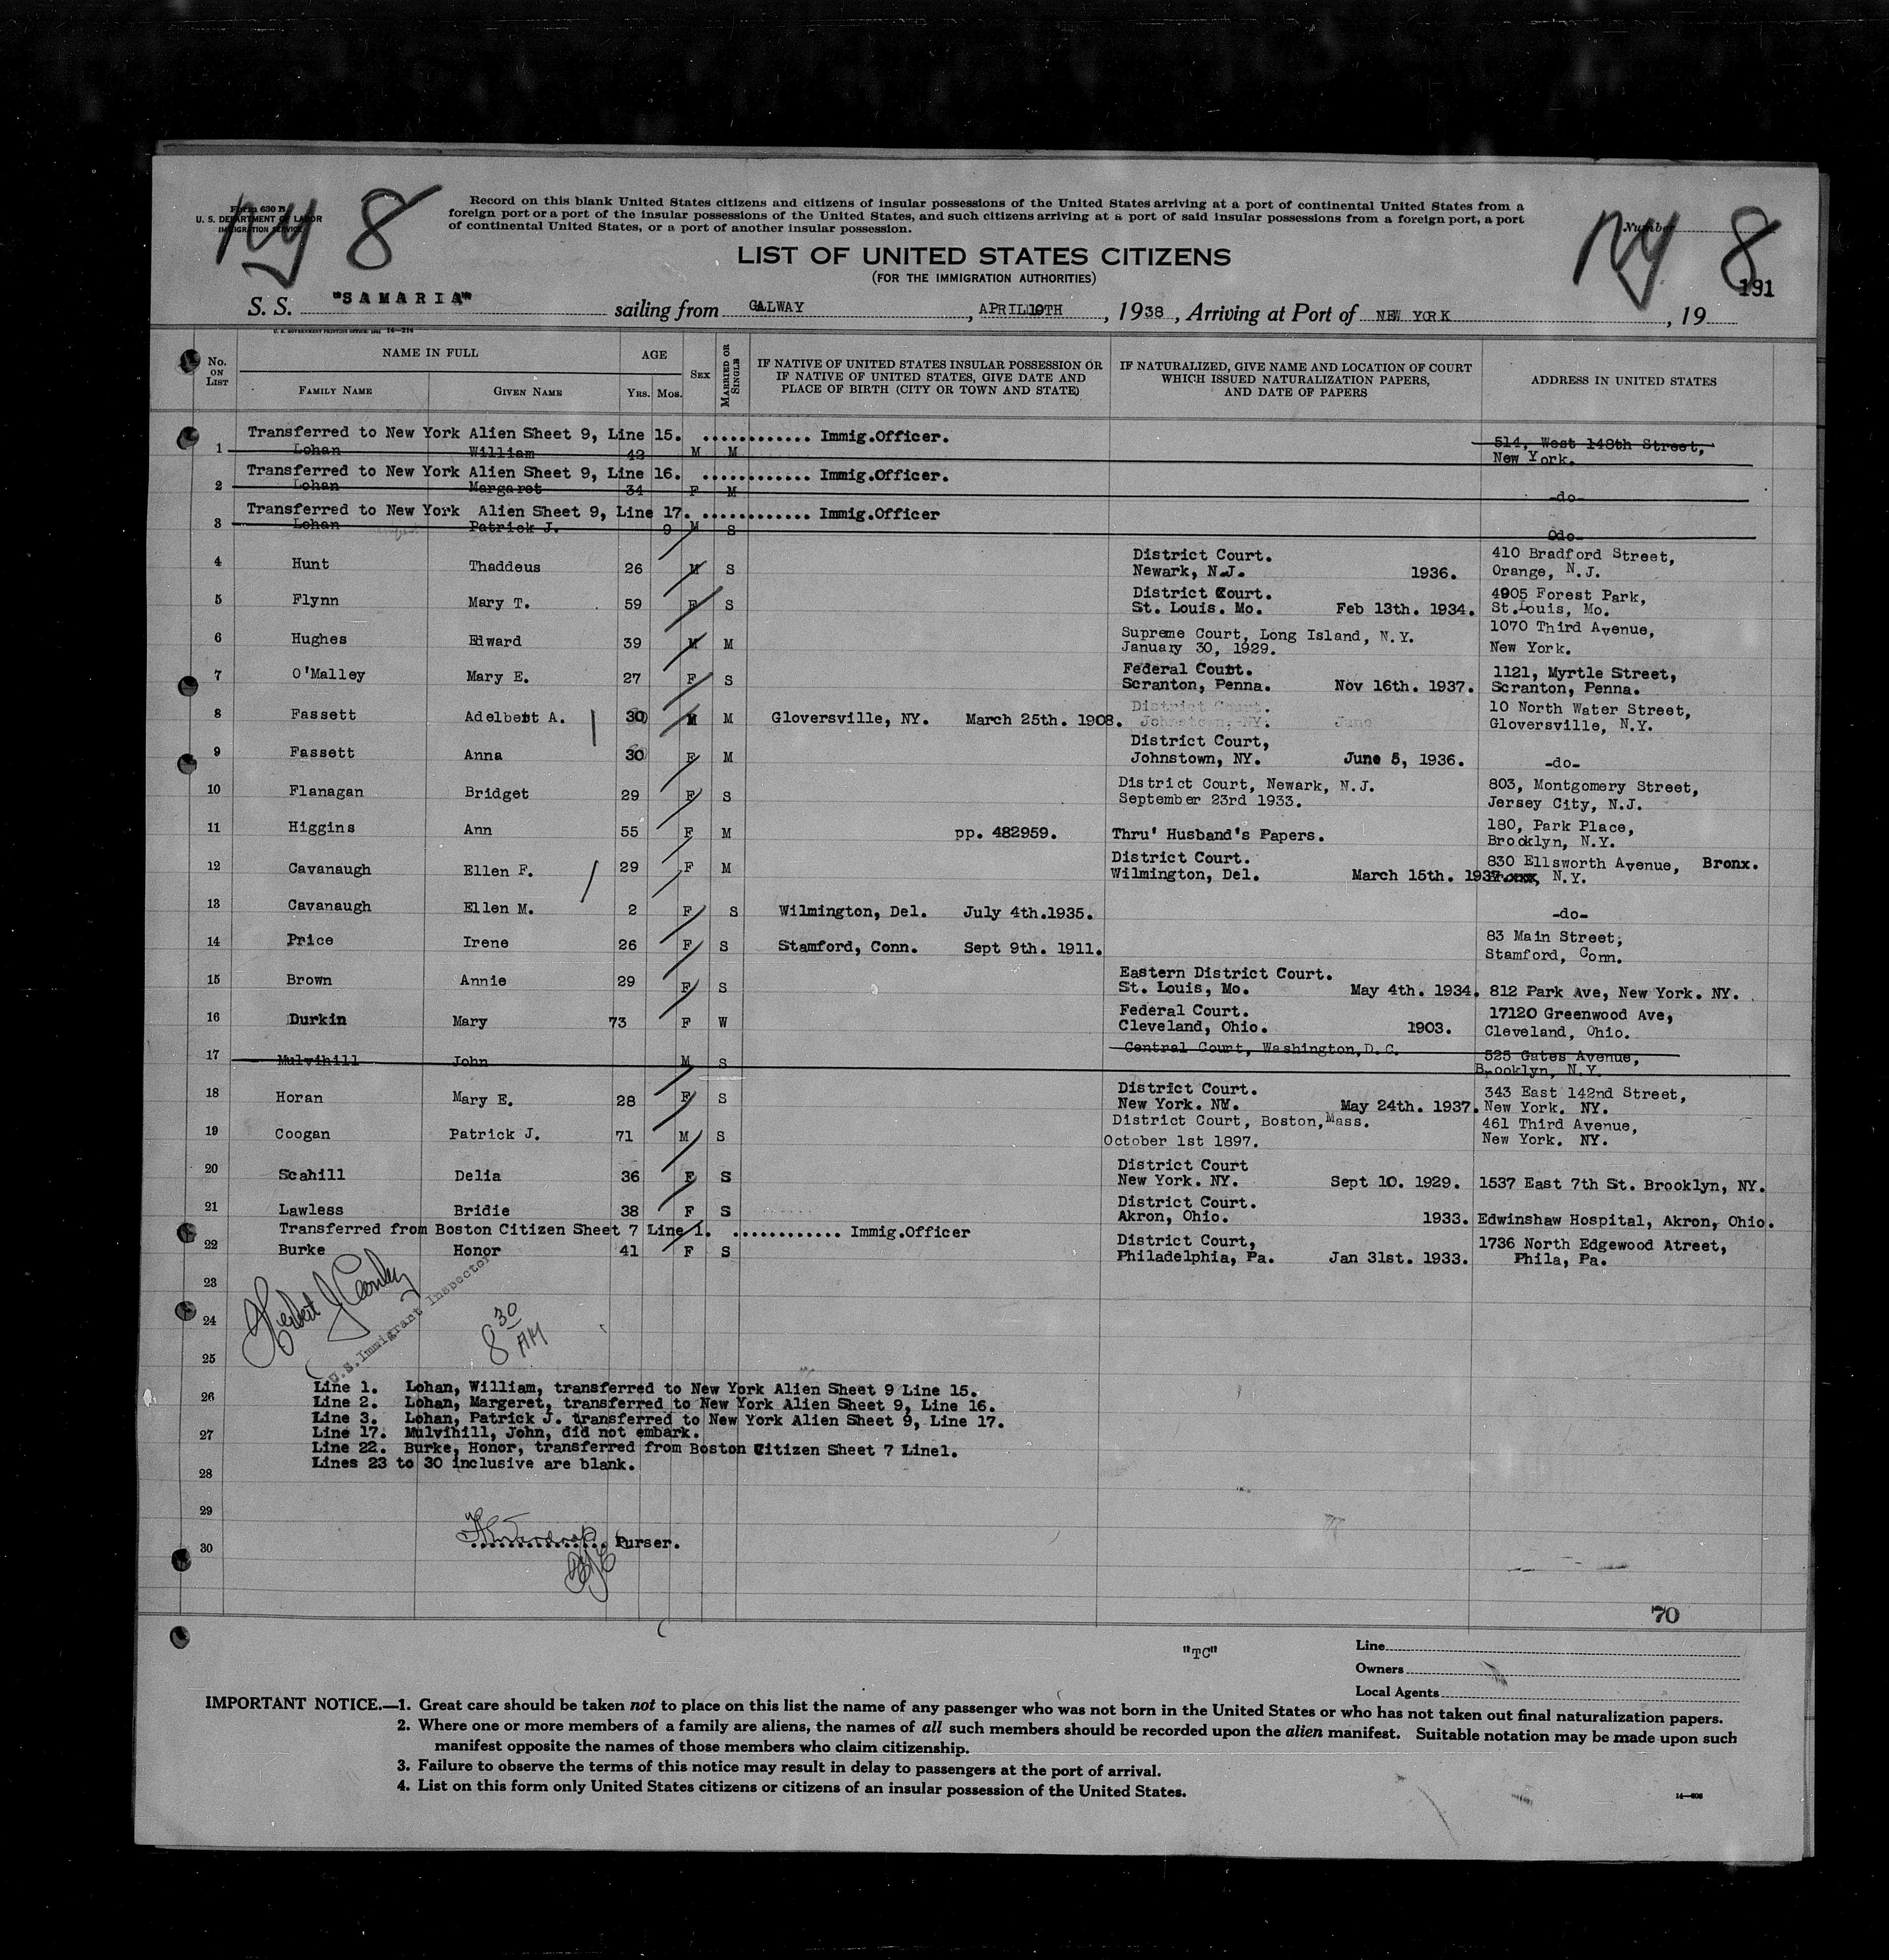 NY 8
Form 630 B
U. S. DEPARTMENT OF LABOR
IMMIGRATION SERVICE
Record on this blank United States citizens and citizens of insular possessions of the United States arriving at a port of continental United States from a
foreign port or a port of the insular possessions of the United States, and such citizens arriving at a port of said insular possessions from a foreign port, a port
of continental United States, or a port of another insular possession.
Number
NY 8
191
LIST OF UNITED STATES CITIZENS
(FOR THE IMMIGRATION AUTHORITIES)
S. S. "SAMARIA" sailing from GALWAY, APRIL 19TH, 1938, Arriving at Port of NEW YORK, 19
U. S. GOVERNMENT PRINTING OFFICE: 1931 14-214
No. ON LIST NAME IN FULL AGE SEX MARRIED OR SINGLE IF NATIVE OF UNITED STATES INSULAR POSSESSION OR IF NATIVE OF UNITED STATES, GIVE DATE AND PLACE OF BIRTH (CITY OR TOWN AND STATE) IF NATURALIZED, GIVE NAME AND LOCATION OF COURT WHICH ISSUED NATURALIZATION PAPERS, AND DATE OF PAPERS ADDRESS IN UNITED STATES
FAMILY NAME GIVEN NAME YRS. MOS.
Transferred to New York Alien Sheet 9, Line 15. ............ Immig.Officer.
1 Lohan William 43 M M 514, West 148th Street,
New York.
Transferred to New York Alien Sheet 9, Line 16. ............ Immig.Officer.
2 Lohan Margaret 34 F M -do-
Transferred to New York Alien Sheet 9, Line 17. ............ Immig.Officer
3 Lohan Patrick J. 9 M S 0do-
4 Hunt Thaddeus 26 M S District Court. Newark, N.J. 1936. 410 Bradford Street,
Orange, N.J.
5 Flynn Mary T. 59 F S District Court. St. Louis. Mo. Feb 13th. 1934. 4905 Forest Park,
St.Louis, Mo.
6 Hughes Edward 39 M M Supreme Court, Long Island, N.Y. January 30, 1929. 1070 Third Avenue,
New York.
7 O'Malley Mary E. 27 F S Federal Court. Scranton, Penna. Nov 16th. 1937. 1121, Myrtle Street,
Scranton, Penna.
8 Fassett Adelbert A. 30 M M Gloversville, NY. March 25th. 1908. District Court. Johnstown, NY. June 10 North Water Street,
Gloversville, N.Y.
9 Fassett Anna 30 F M District Court, Johnstown, NY. June 5, 1936. -do-
10 Flanagan Bridget 29 F S District Court, Newark, N.J. September 23rd 1933. 803, Montgomery Street,
Jersey City, N.J.
11 Higgins Ann 55 F M pp. 482959. Thru' Husband's Papers. 180, Park Place,
Brooklyn, N.Y.
12 Cavanaugh Ellen F. 29 F M District Court. Wilmington, Del. March 15th. 1937. 830 Ellsworth Avenue, Bronx.
N.Y.
13 Cavanaugh Ellen M. 2 F S Wilmington, Del. July 4th.1935. -do-
14 Price Irene 26 F S Stamford, Conn. Sept 9th. 1911. 83 Main Street,
Stamford, Conn.
15 Brown Annie 29 F S Eastern District Court. St. Louis, Mo. May 4th. 1934. 812 Park Ave, New York. NY.
16 Durkin Mary 73 F W Federal Court. Cleveland, Ohio. 1903. 17120 Greenwood Ave,
Cleveland, Ohio.
17 Mulvihill John M S Central Court, Washington,D.C. 525 Gates Avenue,
Brooklyn, N.Y.
18 Horan Mary E. 28 F S District Court. New York. NY. May 24th. 1937. 343 East 142nd Street,
New York. NY.
19 Coogan Patrick J. 71 M S District Court, Boston,Mass. October 1st 1897. 461 Third Avenue,
New York. NY.
20 Scahill Delia 36 F S District Court New York. NY. Sept 10. 1929. 1537 East 7th St. Brooklyn, NY.
21 Lawless Bridie 38 F S District Court. Akron, Ohio. 1933. Edwinshaw Hospital, Akron, Ohio.
Transferred from Boston Citizen Sheet 7 Line 1. ............ Immig.Officer
22 Burke Honor 41 F S District Court, Philadelphia, Pa. Jan 31st. 1933. 1736 North Edgewood Atreet,
Phila, Pa.
23
U.S. Immigrant Inspector
24
8 30 AM
25
Line 1. Lohan, William, transferred to New York Alien Sheet 9 Line 15.
26
Line 2. Lohan, Margeret, transferred to New York Alien Sheet 9, Line 16.
Line 3. Lohan, Patrick J. transferred to New York Alien Sheet 9, Line 17.
27
Line 17. Mulvihill, John, did not embark.
Line 22. Burke, Honor, transferred from Boston Citizen Sheet 7 Line1.
Lines 23 to 30 inclusive are blank.
28
29
30
Purser.
70
"TC"
Line
Owners
Local Agents
IMPORTANT NOTICE.—1. Great care should be taken not to place on this list the name of any passenger who was not born in the United States or who has not taken out final naturalization papers.
2. Where one or more members of a family are aliens, the names of all such members should be recorded upon the alien manifest. Suitable notation may be made upon such
manifest opposite the names of those members who claim citizenship.
3. Failure to observe the terms of this notice may result in delay to passengers at the port of arrival.
4. List on this form only United States citizens or citizens of an insular possession of the United States.